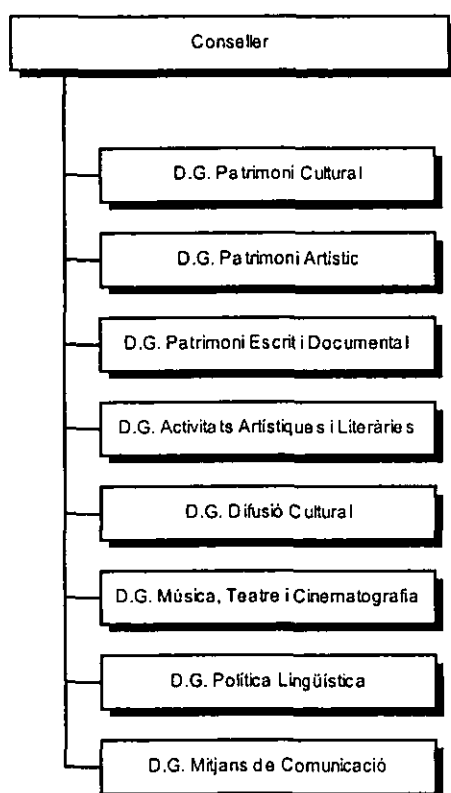 Conseller
D.G. Patrimoni Cultural
D.G. Patrimoni Artístic
D.G. Patrimoni Escrit i Documental
D.G. Activitats Artístiques i Literàries
D.G. Difusió Cultural
D.G. Música, Teatre i Cinematografia
D.G. Política Lingüística
D.G. Mitjans de Comunicació